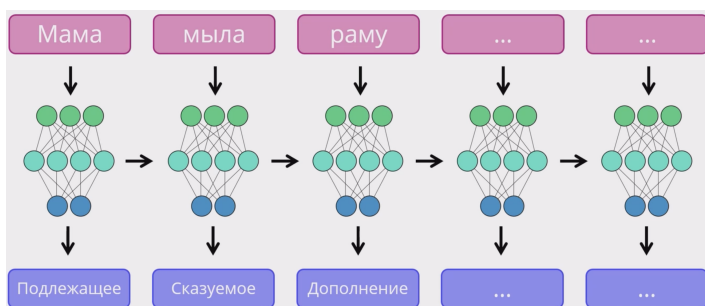 Мама
мыла
раму
...
...
Подлежащее
Сказуемое
Дополнение
...
...